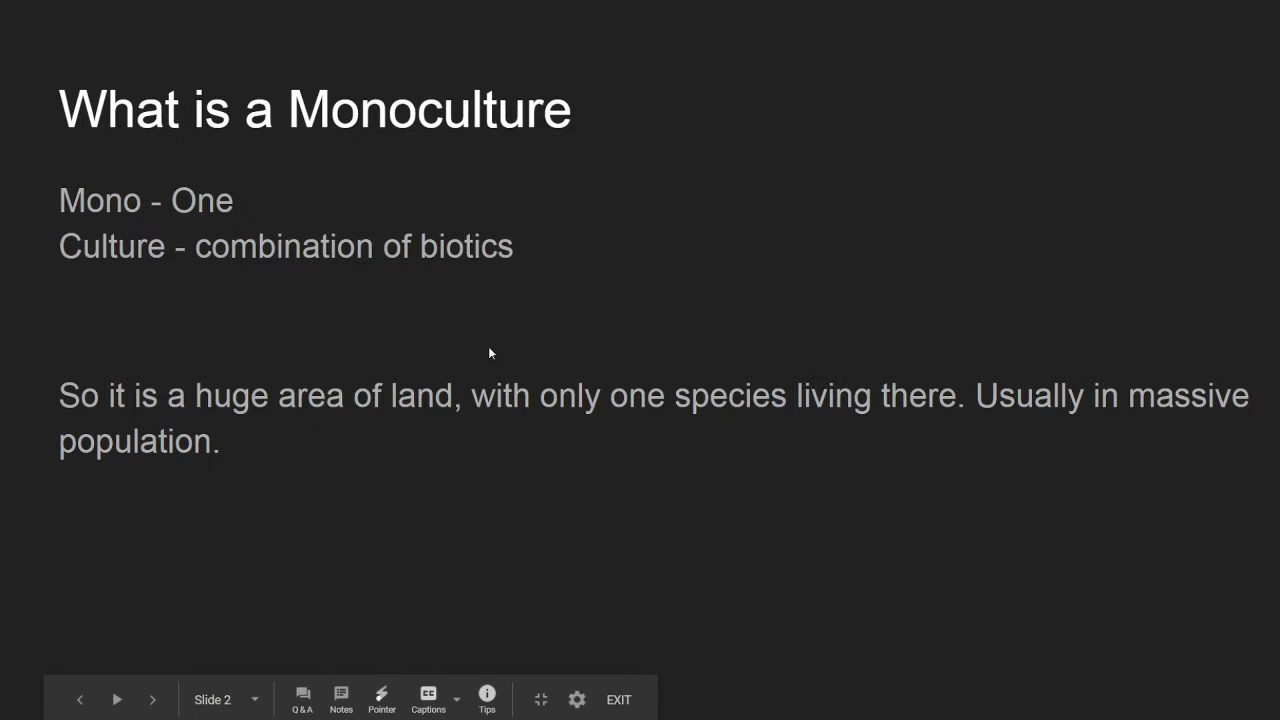 What is a Monoculture
Mono - One
Culture - combination of biotics
So it is a huge area of land, with only one species living there. Usually in massive
population.
Slide 2
Q & A
Notes
Pointer
CC
Captions
Tips
EXIT